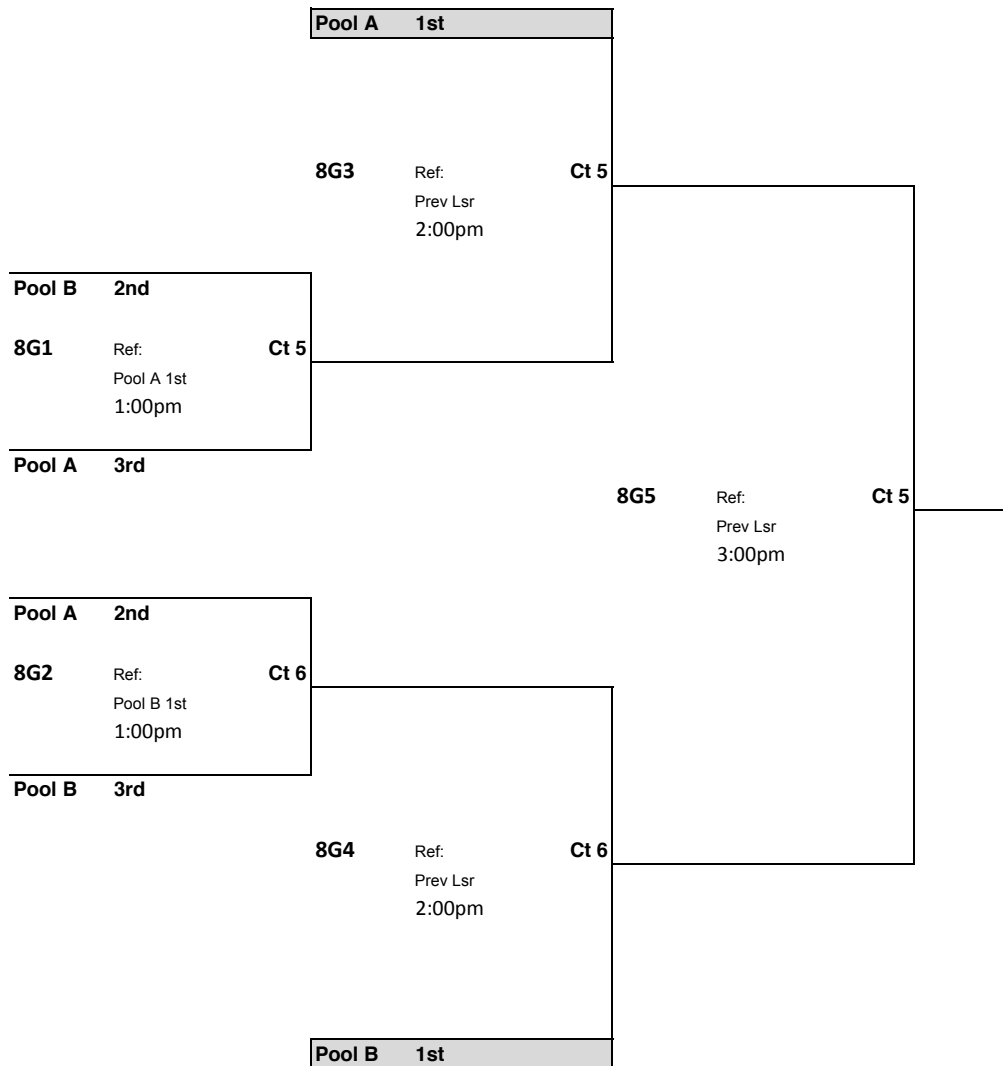 Pool A 1st
8G3 Ref: Ct 5
Prev Lsr
2:00pm
Pool B 2nd
8G1 Ref: Ct 5
Pool A 1st
1:00pm
Pool A 3rd
8G5 Ref: Ct 5
Prev Lsr
3:00pm
Pool A 2nd
8G2 Ref: Ct 6
Pool B 1st
1:00pm
Pool B 3rd
8G4 Ref: Ct 6
Prev Lsr
2:00pm
Pool B 1st